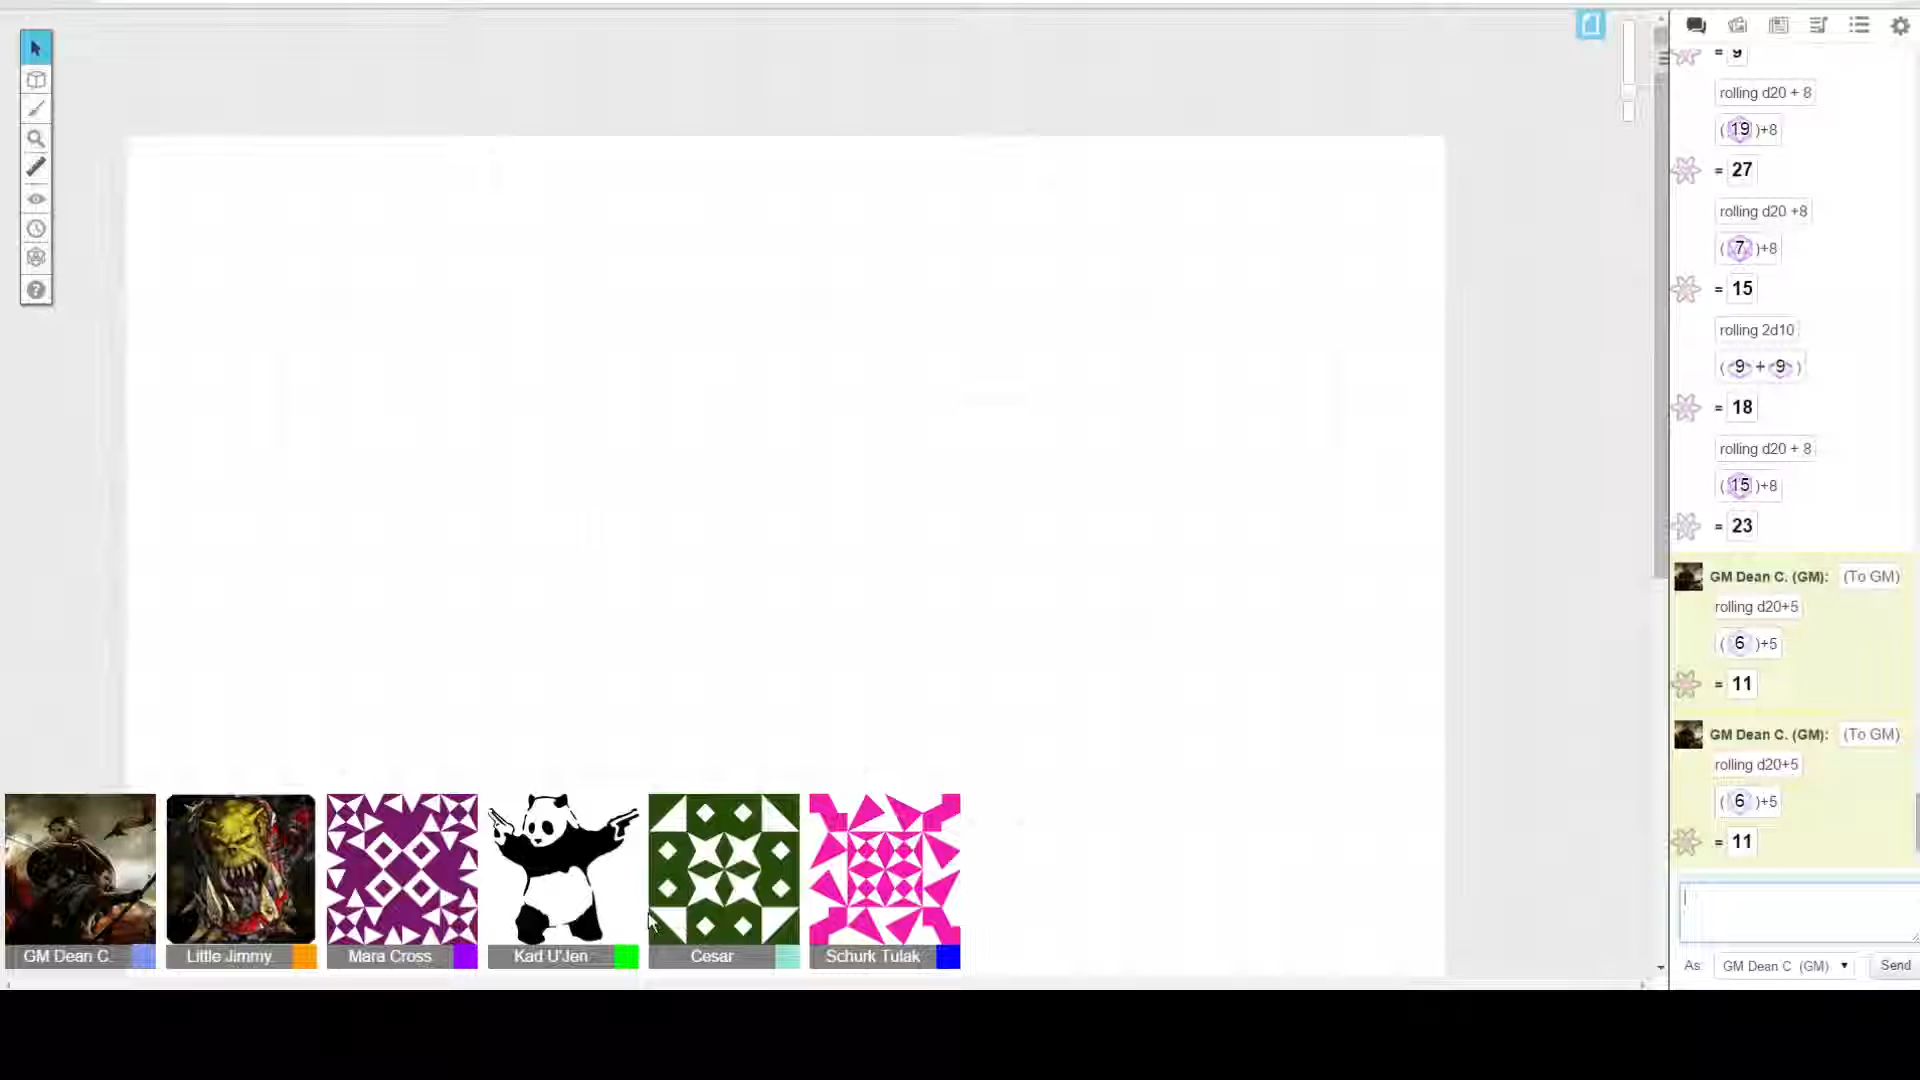 = 9
rolling d20 + 8
(19)+8
= 27
rolling d20 +8
(7)+8
= 15
rolling 2d10
(9+9)
= 18
rolling d20 + 8
(15)+8
= 23
GM Dean C. (GM): (To GM)
rolling d20+5
(6)+5
= 11
GM Dean C. (GM): (To GM)
rolling d20+5
(6)+5
= 11
As: GM Dean C. (GM) Send
GM Dean C. Little Jimmy Mara Cross Kad U'Jen Cesar Schurk Tulak